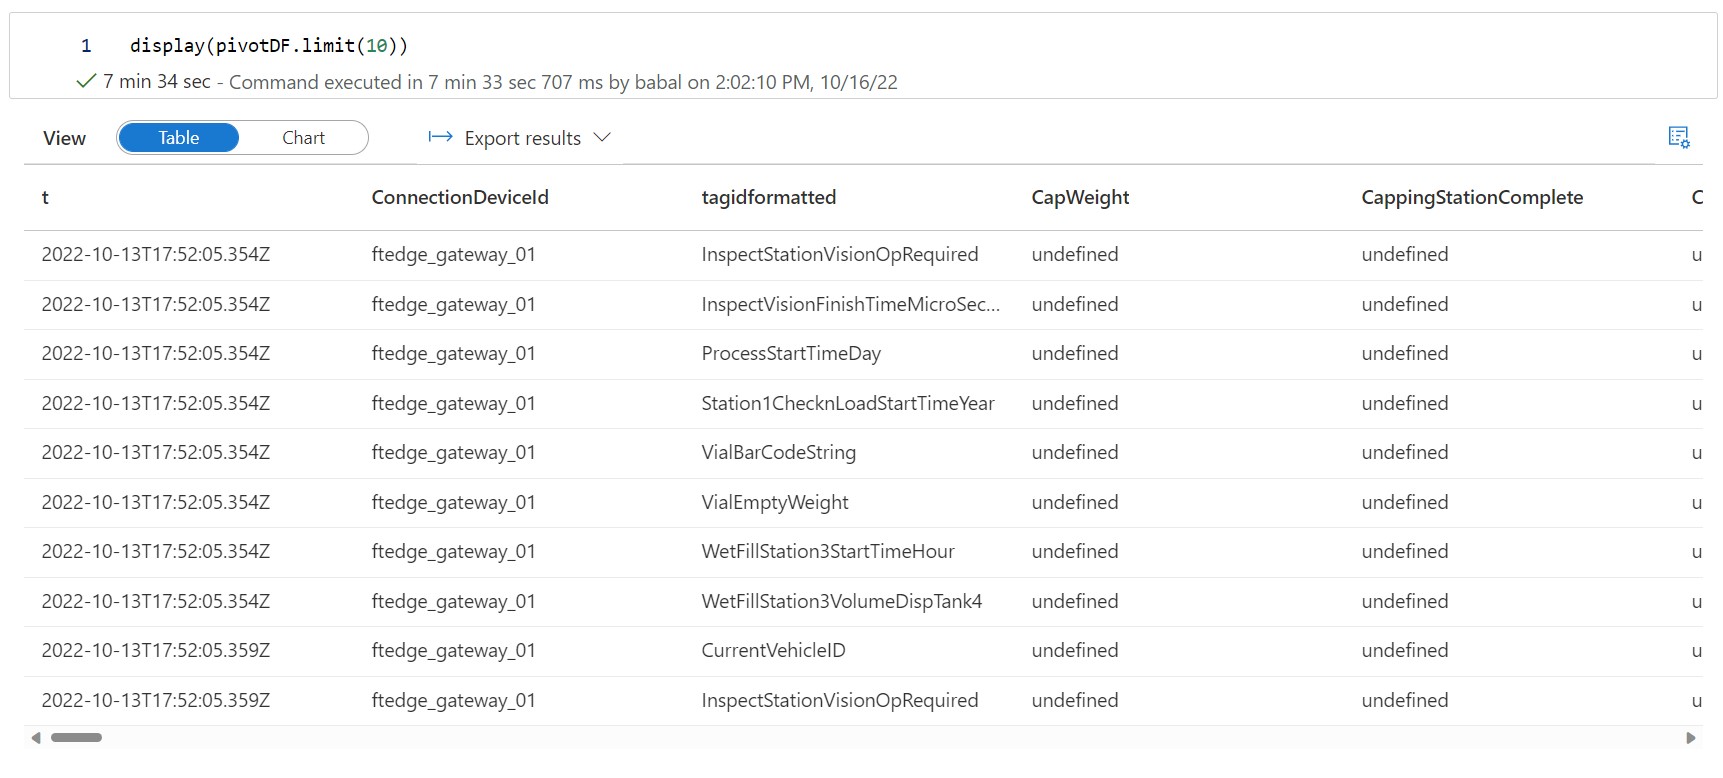 1 display(pivotDF.limit(10))
7 min 34 sec - Command executed in 7 min 33 sec 707 ms by babal on 2:02:10 PM, 10/16/22
View Table Chart Export results
t ConnectionDeviceId tagidformatted CapWeight CappingStationComplete C
2022-10-13T17:52:05.354Z ftedge_gateway_01 InspectStationVisionOpRequired undefined undefined u
2022-10-13T17:52:05.354Z ftedge_gateway_01 InspectVisionFinishTimeMicroSec... undefined undefined u
2022-10-13T17:52:05.354Z ftedge_gateway_01 ProcessStartTimeDay undefined undefined u
2022-10-13T17:52:05.354Z ftedge_gateway_01 Station1ChecknLoadStartTimeYear undefined undefined u
2022-10-13T17:52:05.354Z ftedge_gateway_01 VialBarCodeString undefined undefined u
2022-10-13T17:52:05.354Z ftedge_gateway_01 VialEmptyWeight undefined undefined u
2022-10-13T17:52:05.354Z ftedge_gateway_01 WetFillStation3StartTimeHour undefined undefined u
2022-10-13T17:52:05.354Z ftedge_gateway_01 WetFillStation3VolumeDispTank4 undefined undefined u
2022-10-13T17:52:05.359Z ftedge_gateway_01 CurrentVehicleID undefined undefined u
2022-10-13T17:52:05.359Z ftedge_gateway_01 InspectStationVisionOpRequired undefined undefined u